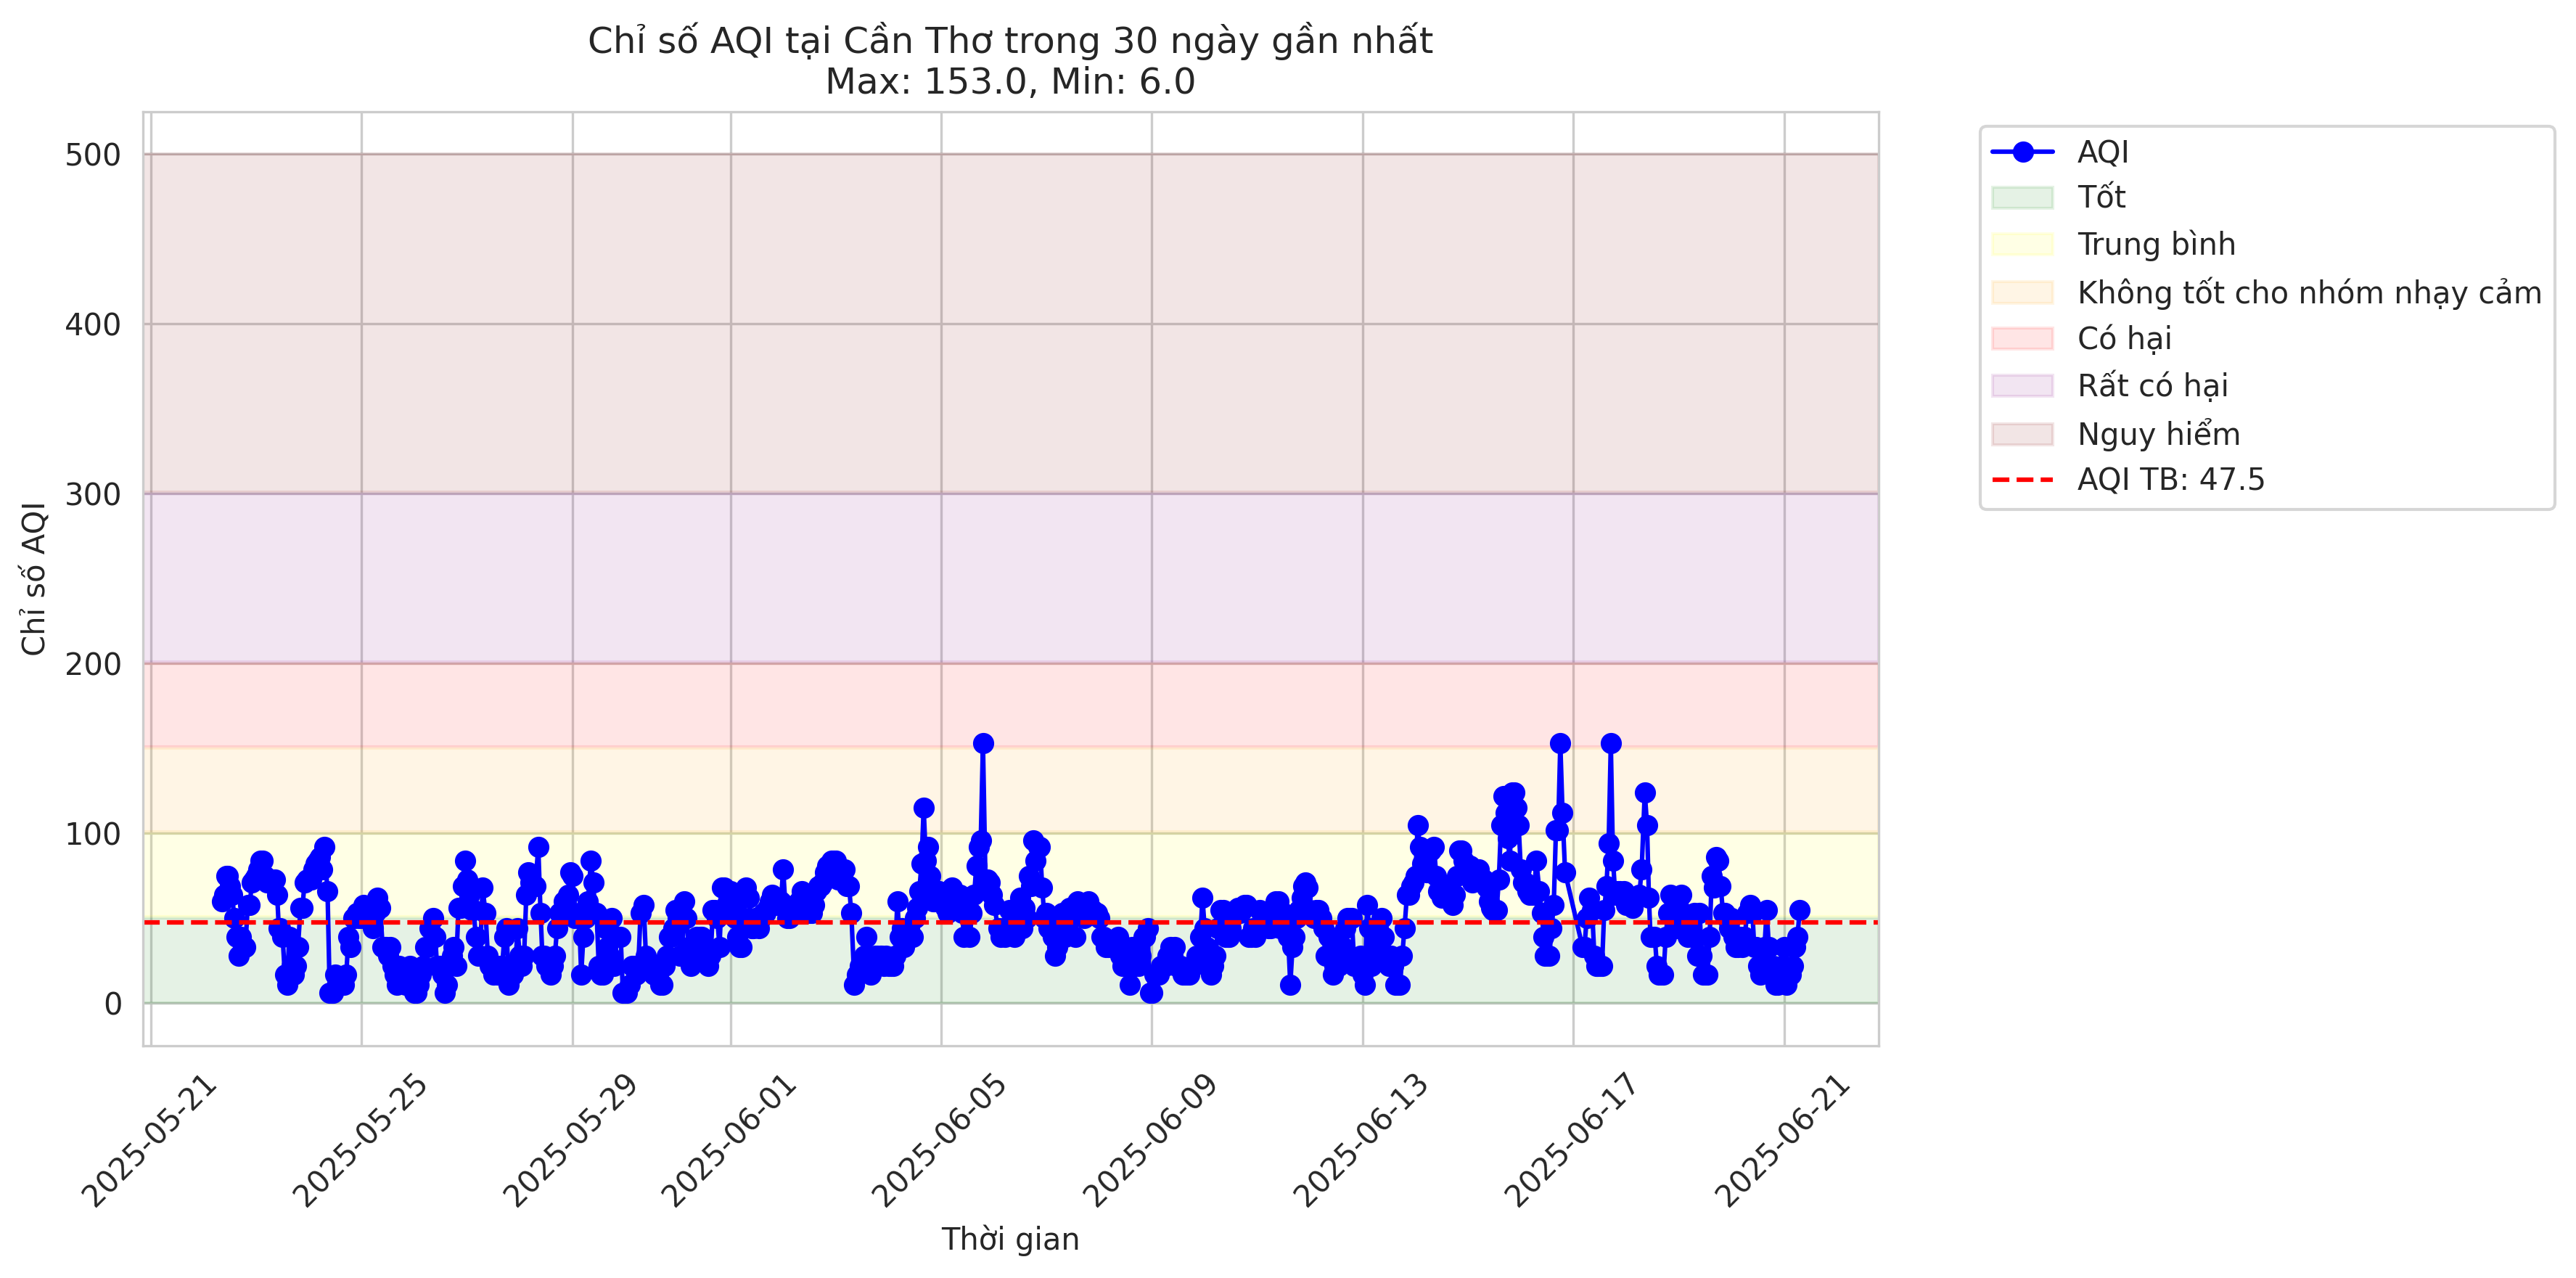 Chỉ số AQI tại Cần Thơ trong 30 ngày gần nhất
Max: 153.0, Min: 6.0
Chỉ số AQI
500
400
300
200
100
0
2025-05-21
2025-05-25
2025-05-29
2025-06-01
2025-06-05
2025-06-09
2025-06-13
2025-06-17
2025-06-21
Thời gian
AQI
Tốt
Trung bình
Không tốt cho nhóm nhạy cảm
Có hại
Rất có hại
Nguy hiểm
AQI TB: 47.5